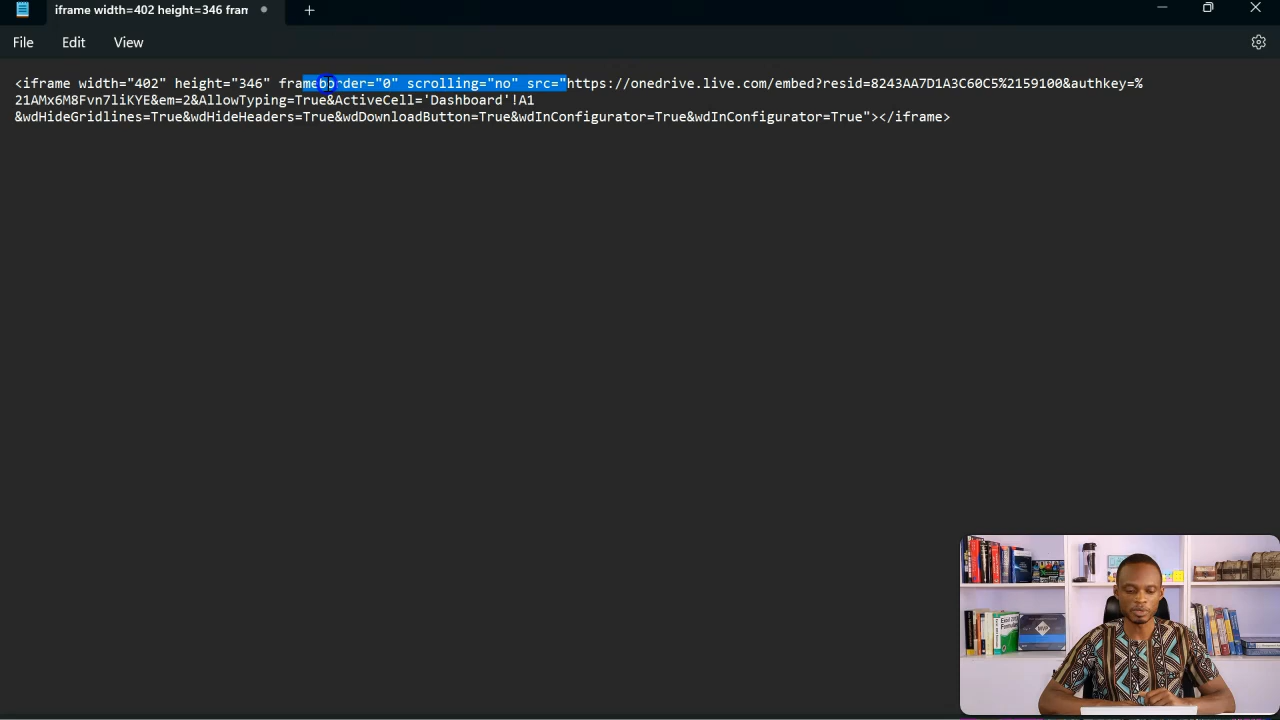 iframe width=402 height=346 fran
File Edit View
<iframe width="402" height="346" frameborder="0" scrolling="no" src="https://onedrive.live.com/embed?resid=8243AA7D1A3C60C5%2159100&authkey=%
21AMx6M8Fvn7liKYE&em=2&AllowTyping=True&ActiveCell='Dashboard'!A1
&wdHideGridlines=True&wdHideHeaders=True&wdDownloadButton=True&wdInConfigurator=True&wdInConfigurator=True"></iframe>